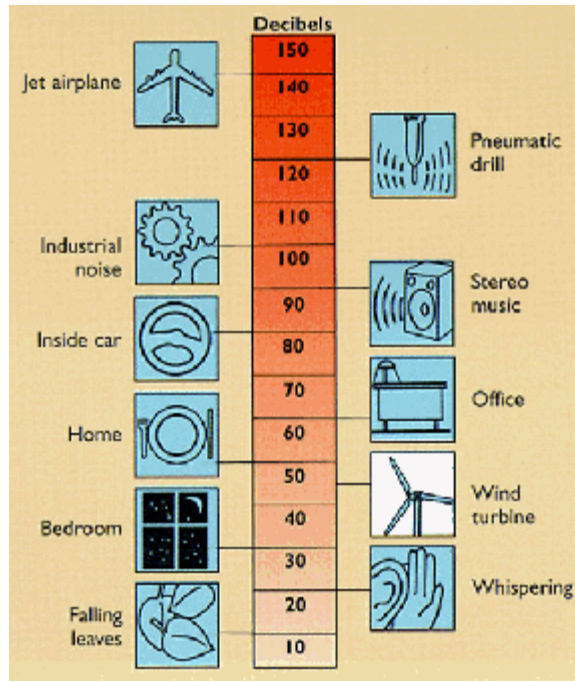 Decibels
150
Jet airplane
140
130
Pneumatic
drill
120
110
Industrial
noise
100
Stereo
music
90
Inside car
80
70
Office
60
Home
50
Wind
turbine
40
Bedroom
30
Whispering
20
Falling
leaves
10